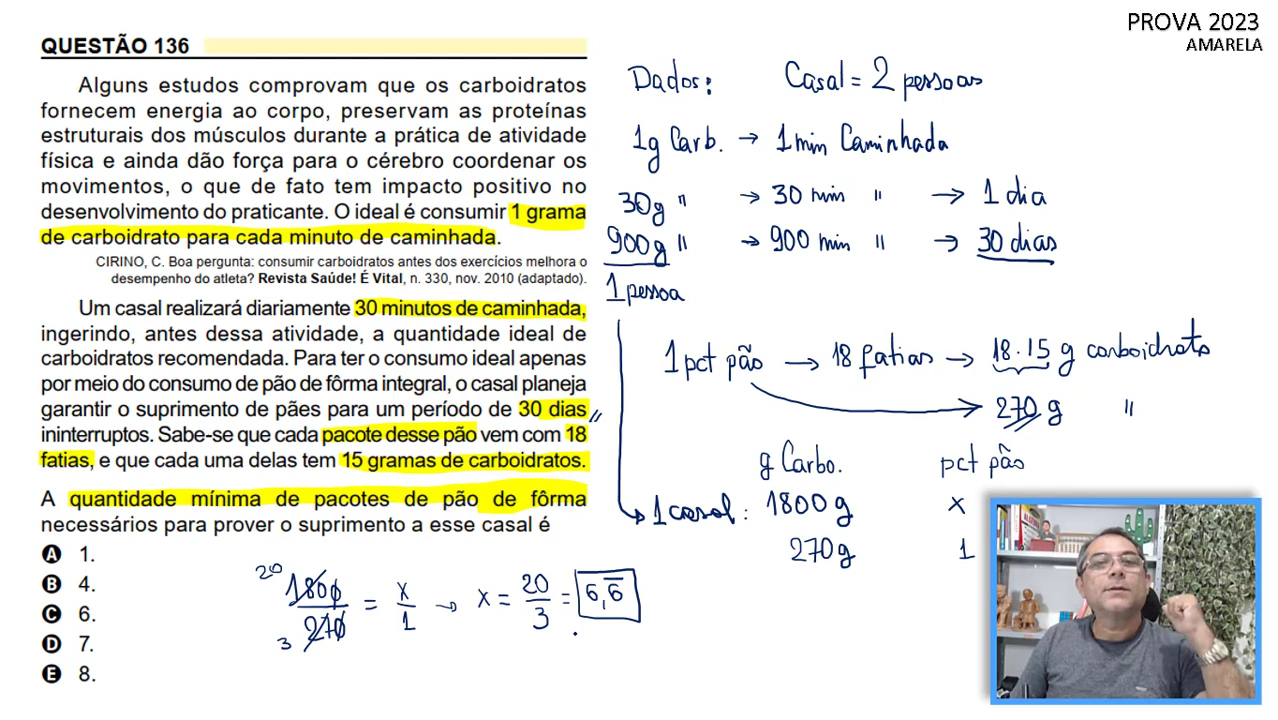 PROVA 2023
AMARELA
QUESTÃO 136
Alguns estudos comprovam que os carboidratos
fornecem energia ao corpo, preservam as proteínas
estruturais dos músculos durante a prática de atividade
física e ainda dão força para o cérebro coordenar os
movimentos, o que de fato tem impacto positivo no
desenvolvimento do praticante. O ideal é consumir 1 grama
de carboidrato para cada minuto de caminhada.
CIRINO, C. Boa pergunta: consumir carboidratos antes dos exercícios melhora o
desempenho do atleta? Revista Saúde! É Vital, n. 330, nov. 2010 (adaptado).
Um casal realizará diariamente 30 minutos de caminhada,
ingerindo, antes dessa atividade, a quantidade ideal de
carboidratos recomendada. Para ter o consumo ideal apenas
por meio do consumo de pão de fôrma integral, o casal planeja
garantir o suprimento de pães para um período de 30 dias
ininterruptos. Sabe-se que cada pacote desse pão vem com 18
fatias, e que cada uma delas tem 15 gramas de carboidratos.
A quantidade mínima de pacotes de pão de fôrma
necessários para prover o suprimento a esse casal é
A 1.
B 4.
C 6.
D 7.
E 8.
Dados: Casal = 2 pessoas
1g Carb. → 1 min Caminhada
30g " → 30 min " → 1 dia
900g " → 900 min " → 30 dias
1 pessoa
1 pct pão → 18 fatias → 18.15 g carboidrato
270 g "
g Carbo. pct pão
1 casal: 1800 g x
270 g 1
20
1800/270 = x/1 → x = 20/3 = 6,6̅
3